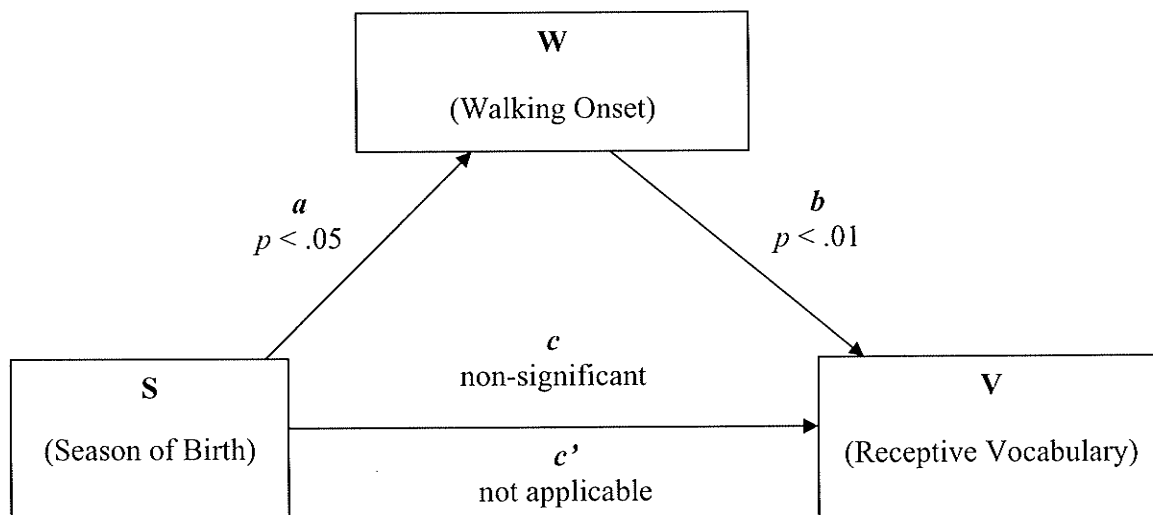 W
(Walking Onset)
a
p < .05
b
p < .01
c
non-significant
S
(Season of Birth)
V
(Receptive Vocabulary)
c’
not applicable